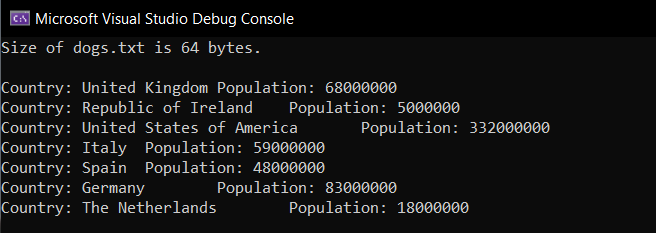 Microsoft Visual Studio Debug Console
Size of dogs.txt is 64 bytes.
Country: United Kingdom Population: 68000000
Country: Republic of Ireland    Population: 5000000
Country: United States of America       Population: 332000000
Country: Italy  Population: 59000000
Country: Spain  Population: 48000000
Country: Germany        Population: 83000000
Country: The Netherlands        Population: 18000000